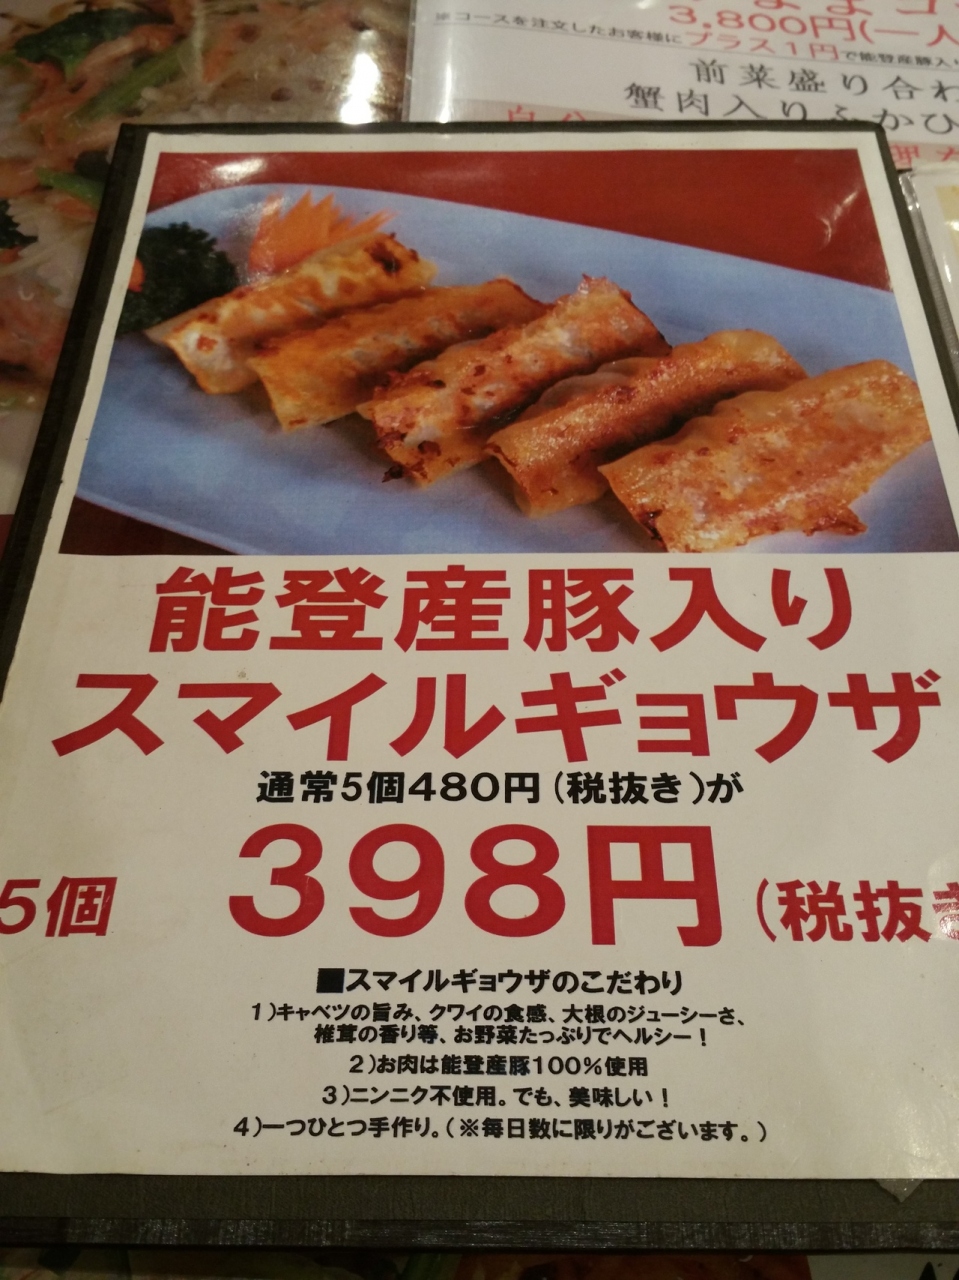 3,800円(一人
※コースを注文したお客様にプラス1円で能登産豚入り
前菜盛り合わ
蟹肉入りふかひ
能登産豚入り
スマイルギョウザ
通常5個480円(税抜き)が
5個 398円 (税抜き
■スマイルギョウザのこだわり
1)キャベツの旨み、クワイの食感、大根のジューシーさ、
椎茸の香り等、お野菜たっぷりでヘルシー!
2)お肉は能登産豚100%使用
3)ニンニク不使用。でも、美味しい!
4)一つひとつ手作り。(※毎日数に限りがございます。)